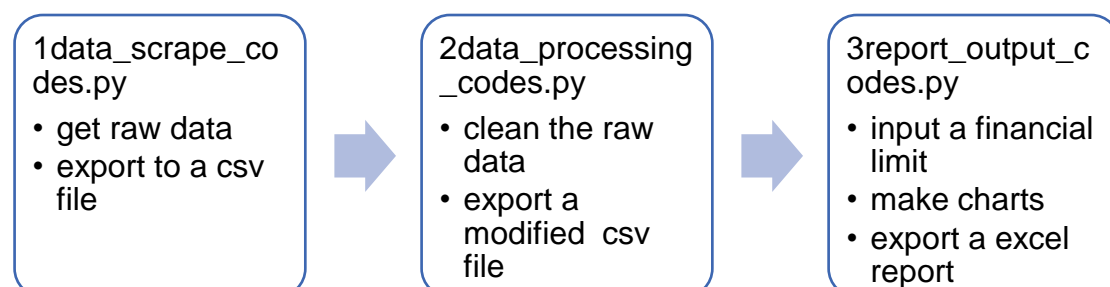 1data_scrape_co
des.py
• get raw data
• export to a csv
file
2data_processing
_codes.py
• clean the raw
data
• export a
modified csv
file
3report_output_c
odes.py
• input a financial
limit
• make charts
• export a excel
report